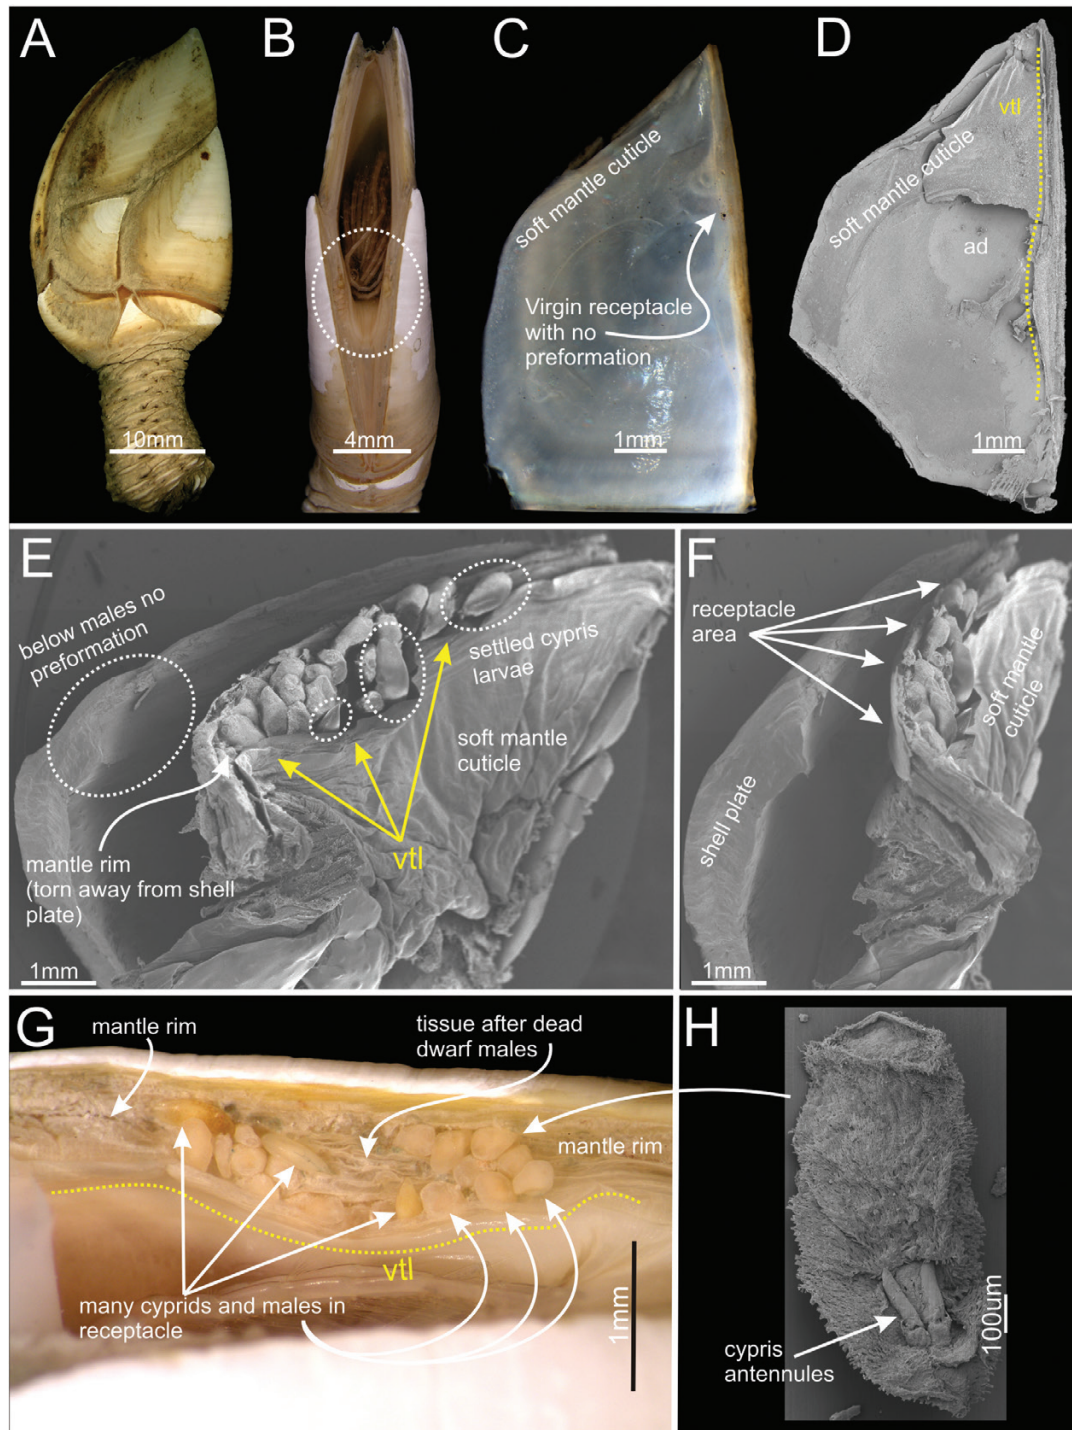 A
10mm
B
4mm
C
soft mantle cuticle
Virgin receptacle
with no
preformation
1mm
D
vtl
soft mantle cuticle
ad
1mm
E
below males no
preformation
settled cypris
larvae
soft mantle
cuticle
vtl
mantle rim
(torn away from shell
plate)
1mm
F
receptacle
area
soft mantle
cuticle
shell plate
1mm
G
mantle rim
tissue after dead
dwarf males
mantle rim
vtl
many cyprids and males in
receptacle
1mm
H
cypris
antennules
100um